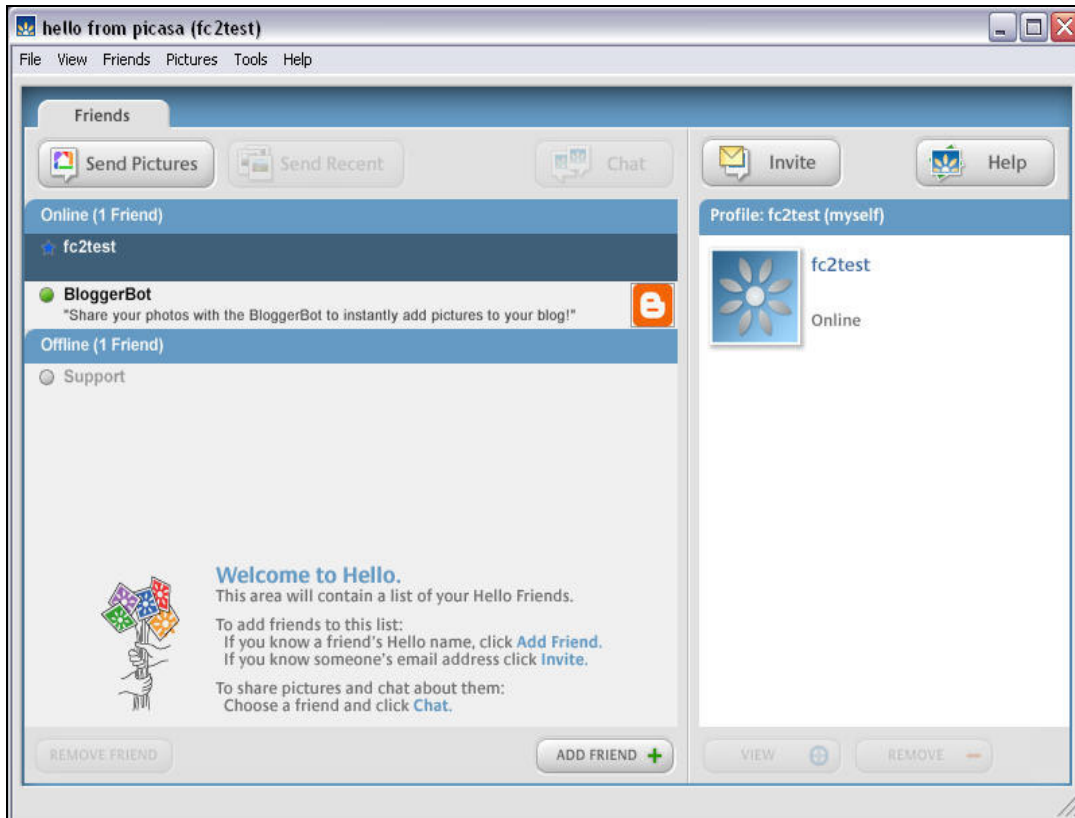 hello from picasa (fc2test)
File View Friends Pictures Tools Help
Friends
Send Pictures Send Recent Chat Invite Help
Online (1 Friend)
fc2test
BloggerBot
"Share your photos with the BloggerBot to instantly add pictures to your blog!"
Offline (1 Friend)
Support
Welcome to Hello.
This area will contain a list of your Hello Friends.
To add friends to this list:
If you know a friend's Hello name, click Add Friend.
If you know someone's email address click Invite.
To share pictures and chat about them:
Choose a friend and click Chat.
REMOVE FRIEND ADD FRIEND
Profile: fc2test (myself)
fc2test
Online
VIEW REMOVE